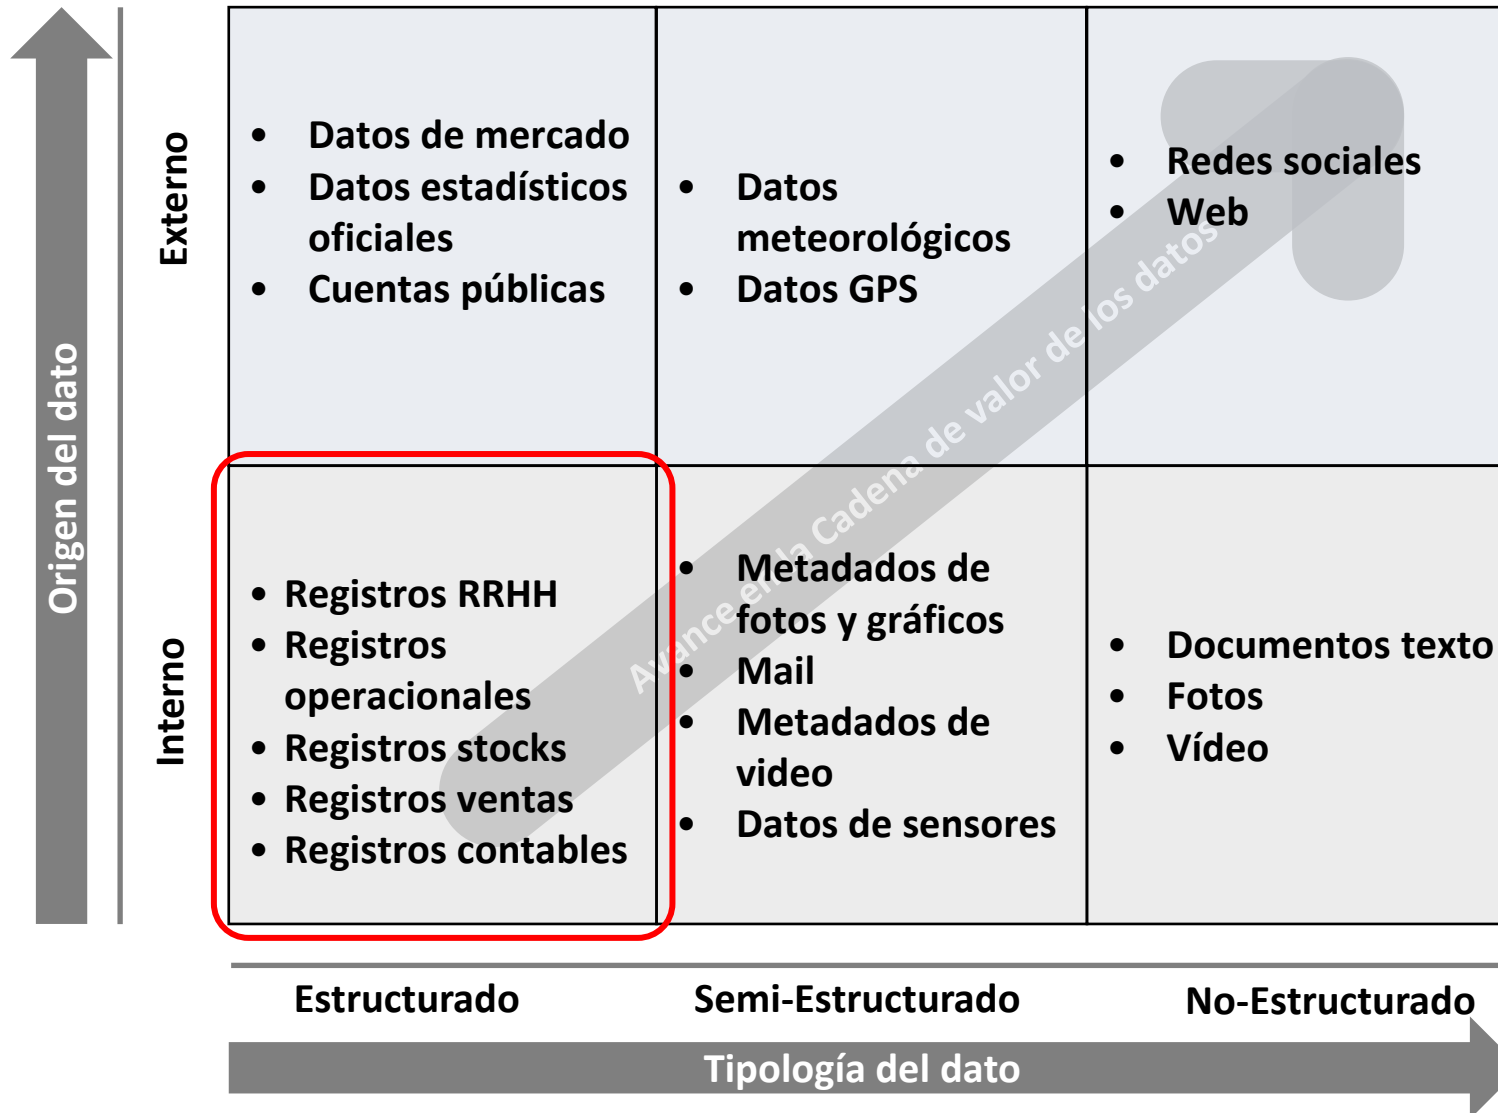 Origen del dato
Externo
• Datos de mercado
• Datos estadísticos
oficiales
• Cuentas públicas
• Datos
meteorológicos
• Datos GPS
• Redes sociales
• Web
Avance en la Cadena de valor de los datos
Interno
• Registros RRHH
• Registros
operacionales
• Registros stocks
• Registros ventas
• Registros contables
• Metadados de
fotos y gráficos
• Mail
• Metadados de
video
• Datos de sensores
• Documentos texto
• Fotos
• Vídeo
Estructurado
Semi-Estructurado
No-Estructurado
Tipología del dato